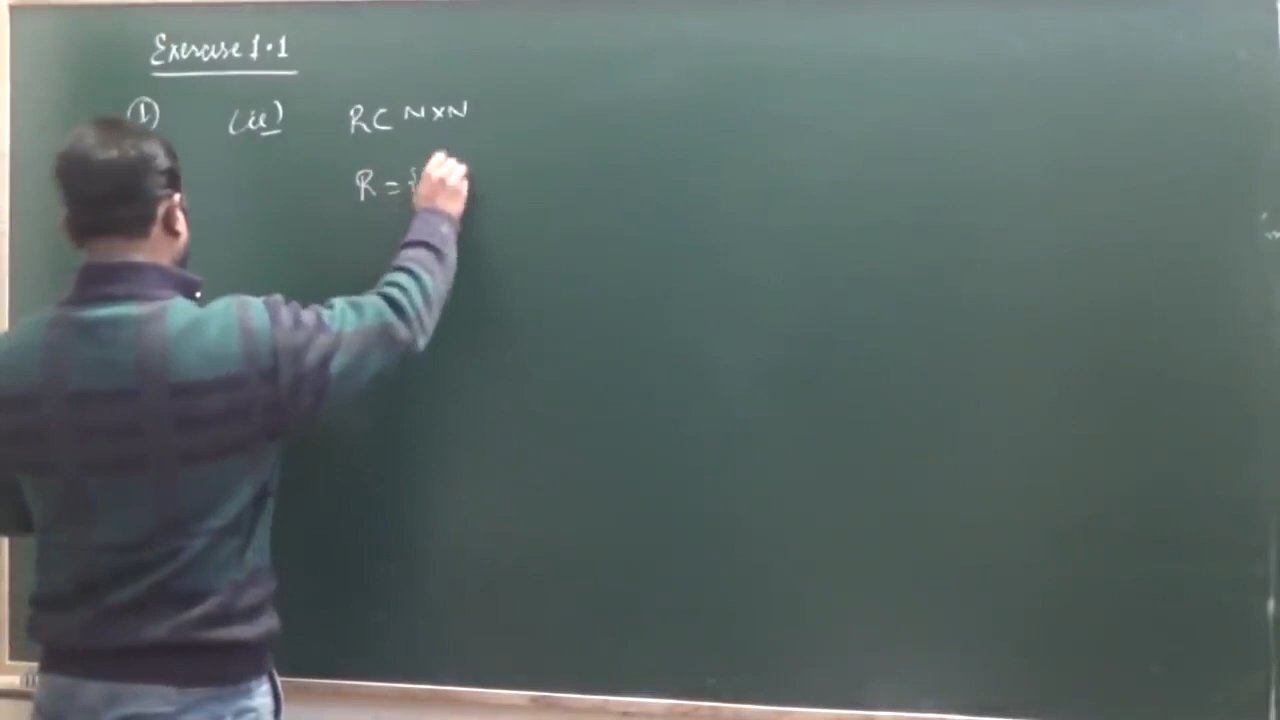 Exercise 1.1
① (ii) R ⊂ N×N
R = {